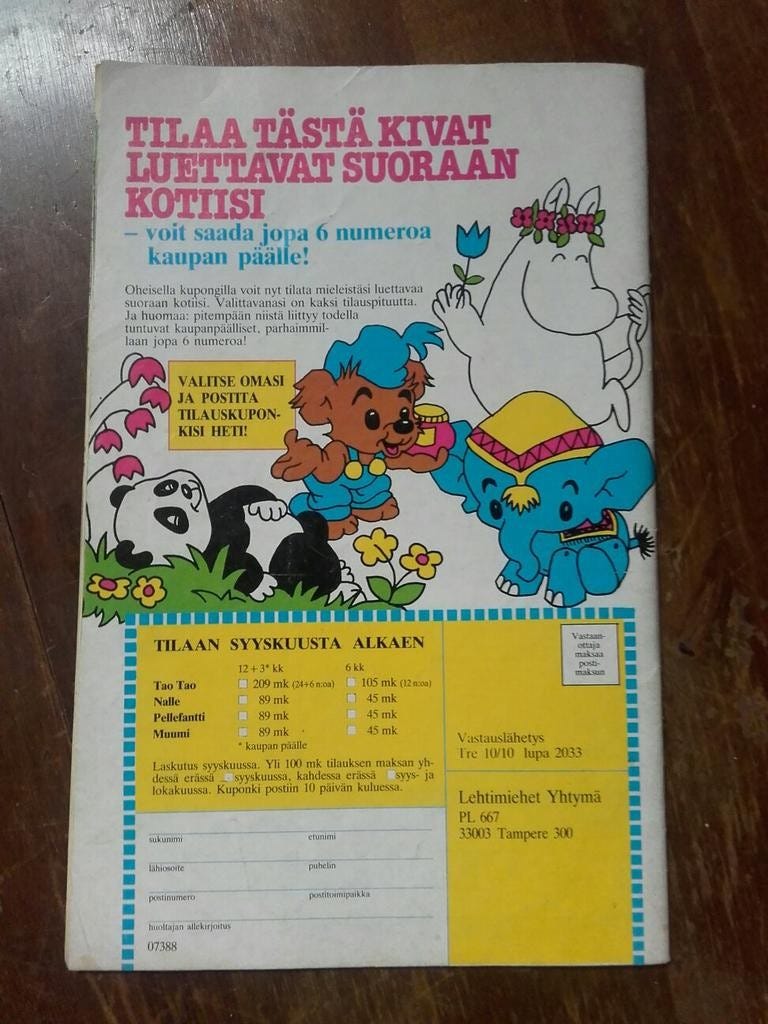 TILAA TÄSTÄ KIVAT
LUETTAVAT SUORAAN
KOTIISI
– voit saada jopa 6 numeroa
kaupan päälle!
Oheisella kupongilla voit nyt tilata mieleistäsi luettavaa
suoraan kotiisi. Valittavanasi on kaksi tilauspituutta.
Ja huomaa: pitempään niistä liittyy todella
tuntuvat kaupanpäälliset, parhaimmil-
laan jopa 6 numeroa!
VALITSE OMASI
JA POSTITA
TILAUSKUPON-
KISI HETI!
TILAAN SYYSKUUSTA ALKAEN
12 + 3* kk 6 kk
Tao Tao 209 mk (24+6 n:oa) 105 mk (12 n:oa)
Nalle 89 mk 45 mk
Pellefantti 89 mk 45 mk
Muumi 89 mk 45 mk
* kaupan päälle
Laskutus syyskuussa. Yli 100 mk tilauksen maksan yh-
dessä erässä syyskuussa, kahdessa erässä syys- ja
lokakuussa. Kuponki postiin 10 päivän kuluessa.
sukunimi etunimi
lähiosoite puhelin
postinumero postitoimipaikka
huoltajan allekirjoitus
07388
Vastaan-
ottaja
maksaa
posti-
maksun
Vastauslähetys
Tre 10/10 lupa 2033
Lehtimiehet Yhtymä
PL 667
33003 Tampere 300